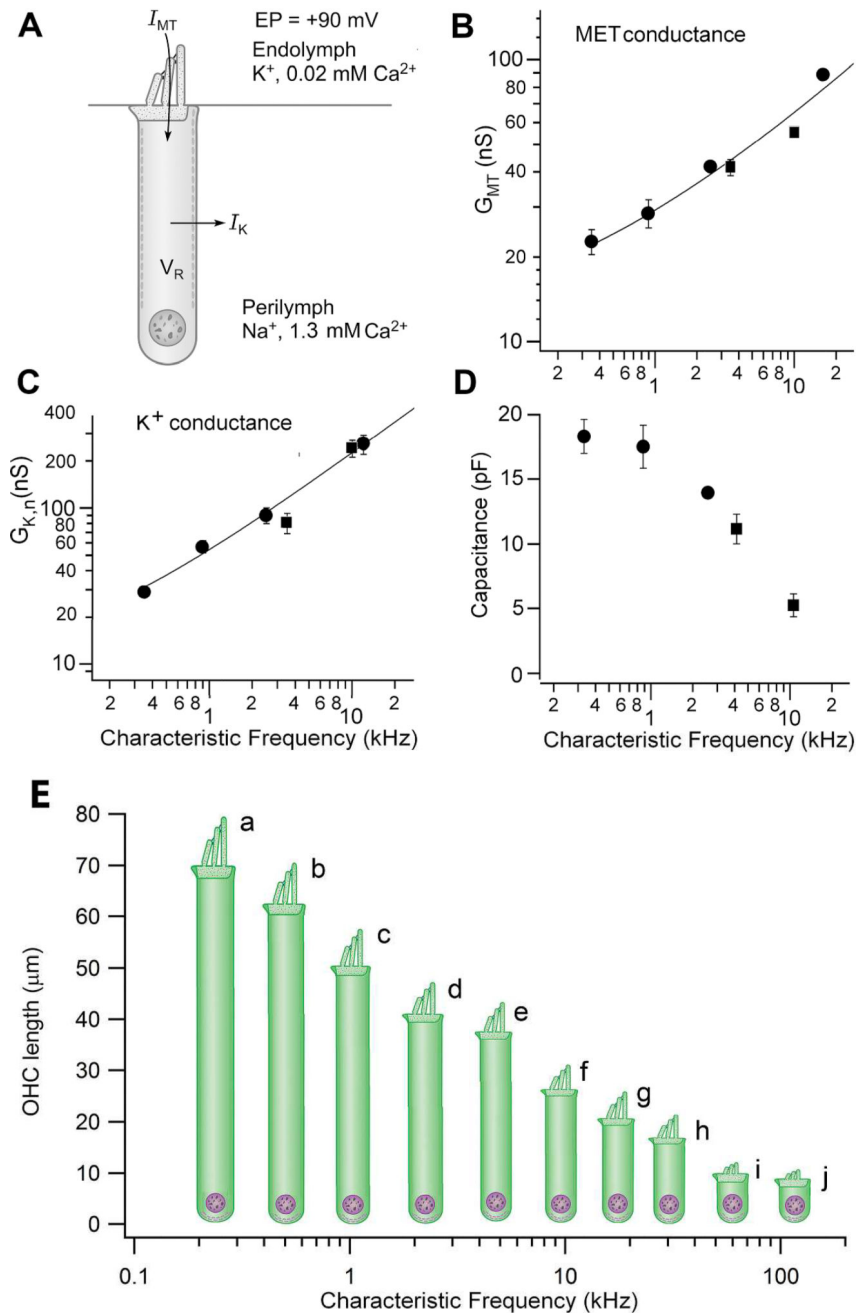 A
I_MT
EP = +90 mV
Endolymph
K⁺, 0.02 mM Ca²⁺
I_K
V_R
Perilymph
Na⁺, 1.3 mM Ca²⁺
B
MET conductance
G_MT (nS)
100
80
60
40
20
10
2 4 6 8 1 2 4 6 8 10 2
C
K⁺ conductance
G_K,n (nS)
400
200
100
80
60
40
20
10
2 4 6 8 1 2 4 6 8 10 2
Characteristic Frequency (kHz)
D
Capacitance (pF)
20
15
10
5
0
2 4 6 8 1 2 4 6 8 10 2
Characteristic Frequency (kHz)
E
OHC length (μm)
80
70
60
50
40
30
20
10
0
a
b
c
d
e
f
g
h
i
j
0.1 1 10 100
Characteristic Frequency (kHz)